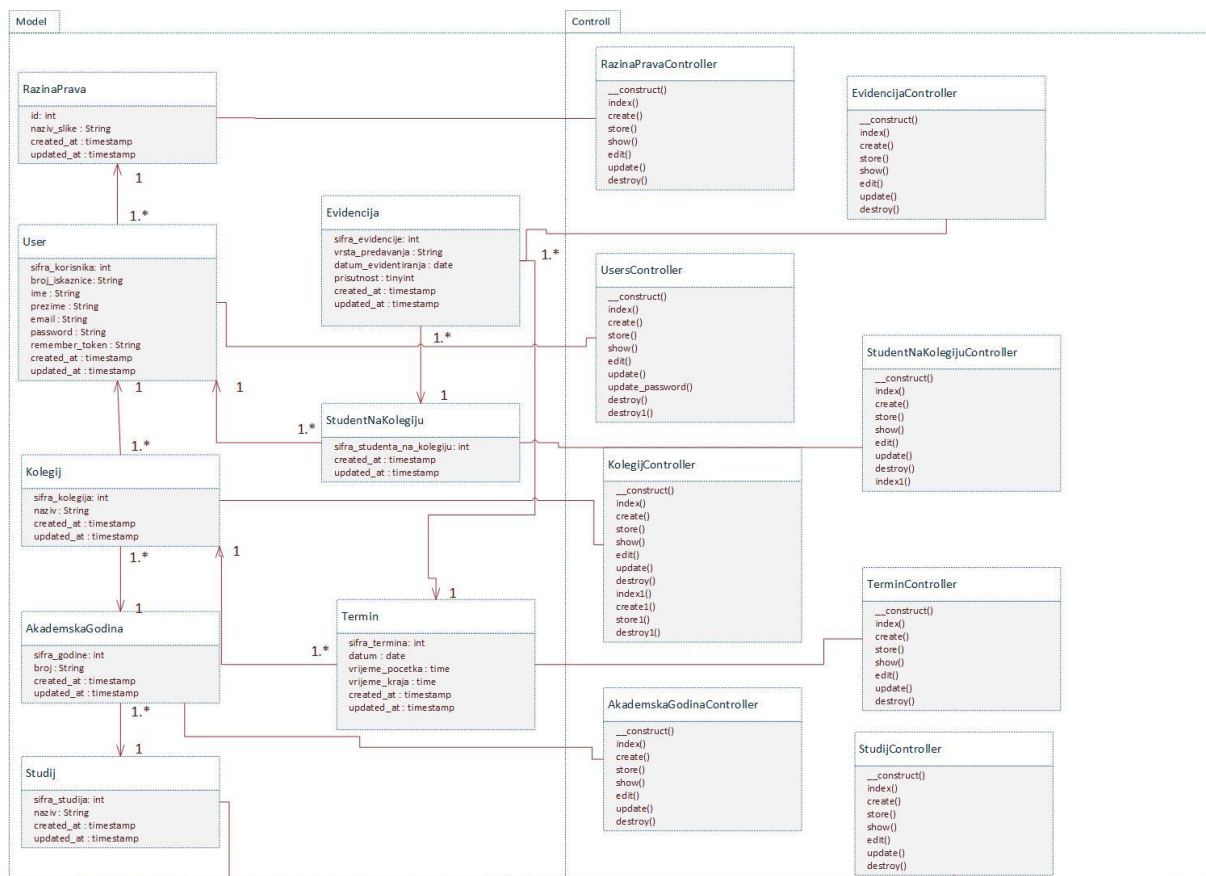 Model
RazinaPrava
id: int
naziv_slike : String
created_at : timestamp
updated_at : timestamp
1
1.*
User
sifra_korisnika: int
broj_iskaznice: String
ime : String
prezime : String
email : String
password : String
remember_token : String
created_at : timestamp
updated_at : timestamp
1
1
1.*
Kolegij
sifra_kolegija: int
naziv : String
created_at : timestamp
updated_at : timestamp
1.*
1
1
AkademskaGodina
sifra_godine: int
broj : String
created_at : timestamp
updated_at : timestamp
1.*
1
Studij
sifra_studija: int
naziv : String
created_at : timestamp
updated_at : timestamp
Evidencija
sifra_evidencije: int
vrsta_predavanja : String
datum_evidentiranja : date
prisutnost : tinyint
created_at : timestamp
updated_at : timestamp
1.*
1.*
1
1.*
StudentNaKolegiju
sifra_studenta_na_kolegiju: int
created_at : timestamp
updated_at : timestamp
1
1.*
Termin
sifra_termina: int
datum : date
vrijeme_pocetka : time
vrijeme_kraja : time
created_at : timestamp
updated_at : timestamp
Controll
RazinaPravaController
__construct()
index()
create()
store()
show()
edit()
update()
destroy()
EvidencijaController
__construct()
index()
create()
store()
show()
edit()
update()
destroy()
UsersController
__construct()
index()
create()
store()
show()
edit()
update()
update_password()
destroy()
destroy1()
StudentNaKolegijuController
__construct()
index()
create()
store()
show()
edit()
update()
destroy()
index1()
KolegijController
__construct()
index()
create()
store()
show()
edit()
update()
destroy()
index1()
create1()
store1()
destroy1()
TerminController
__construct()
index()
create()
store()
show()
edit()
update()
destroy()
AkademskaGodinaController
__construct()
index()
create()
store()
show()
edit()
update()
destroy()
StudijController
__construct()
index()
create()
store()
show()
edit()
update()
destroy()